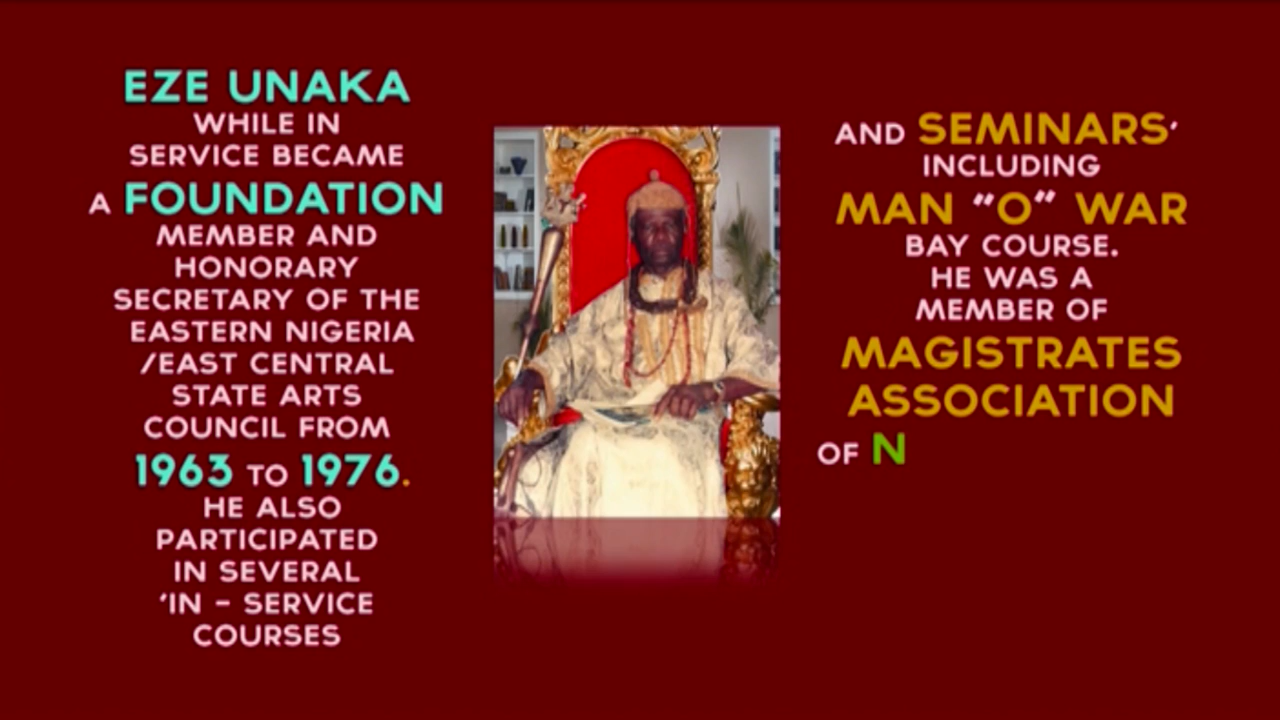 EZE UNAKA
WHILE IN
SERVICE BECAME
A FOUNDATION
MEMBER AND
HONORARY
SECRETARY OF THE
EASTERN NIGERIA
/EAST CENTRAL
STATE ARTS
COUNCIL FROM
1963 TO 1976.
HE ALSO
PARTICIPATED
IN SEVERAL
‘IN - SERVICE
COURSES
AND SEMINARS’
INCLUDING
MAN “O” WAR
BAY COURSE.
HE WAS A
MEMBER OF
MAGISTRATES
ASSOCIATION
OF N